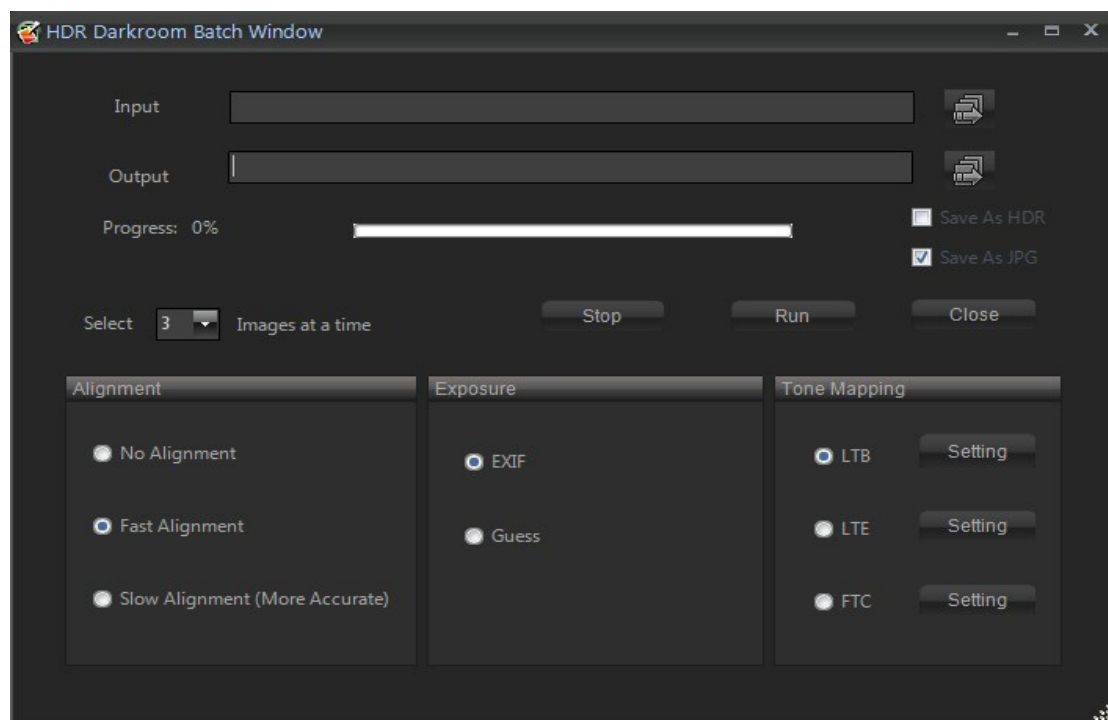 HDR Darkroom Batch Window
Input
Output
Progress: 0%
Save As HDR
Save As JPG
Select 3 Images at a time
Stop Run Close
Alignment
No Alignment
Fast Alignment
Slow Alignment (More Accurate)
Exposure
EXIF
Guess
Tone Mapping
LTB Setting
LTE Setting
FTC Setting